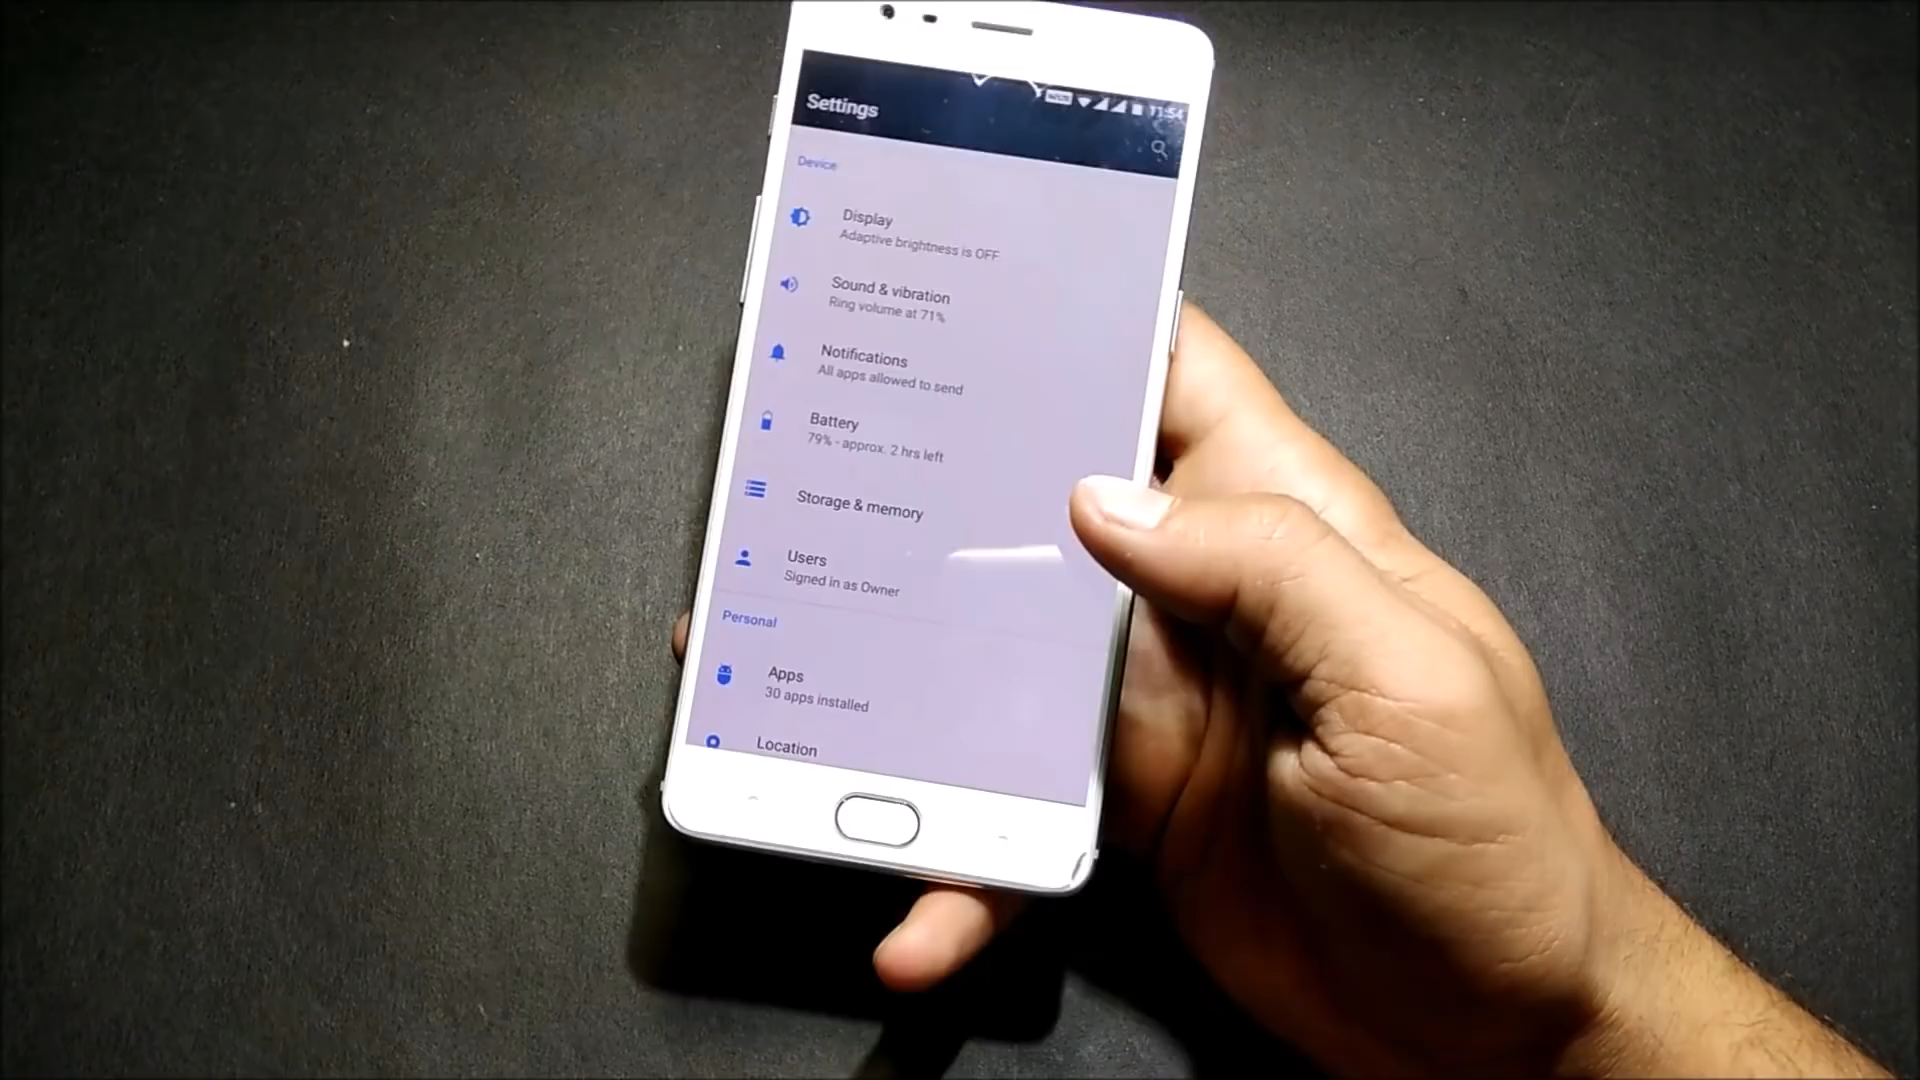 11:54
Settings
Device
Display
Adaptive brightness is OFF
Sound & vibration
Ring volume at 71%
Notifications
All apps allowed to send
Battery
79% - approx. 2 hrs left
Storage & memory
Users
Signed in as Owner
Personal
Apps
30 apps installed
Location